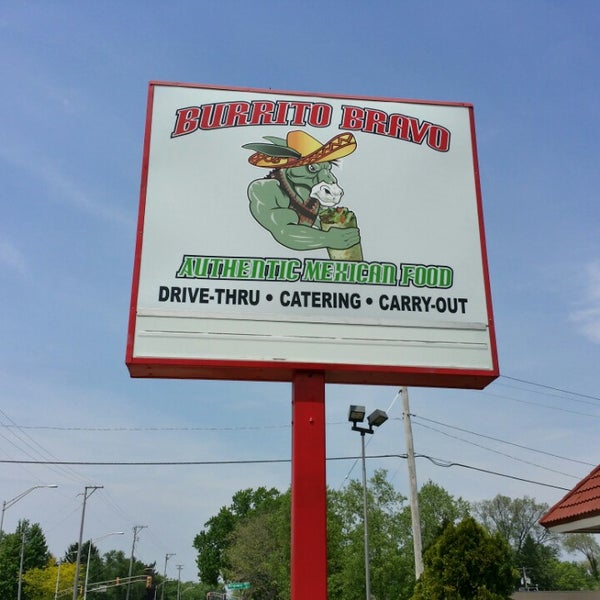 BURRITO BRAVO
AUTHENTIC MEXICAN FOOD
DRIVE-THRU • CATERING • CARRY-OUT